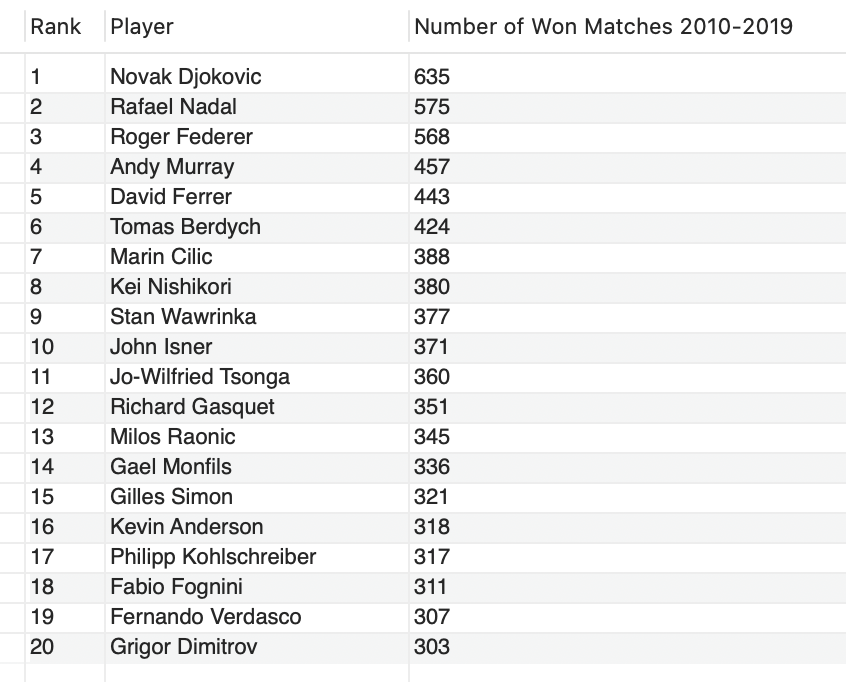 Rank Player Number of Won Matches 2010-2019
1 Novak Djokovic 635
2 Rafael Nadal 575
3 Roger Federer 568
4 Andy Murray 457
5 David Ferrer 443
6 Tomas Berdych 424
7 Marin Cilic 388
8 Kei Nishikori 380
9 Stan Wawrinka 377
10 John Isner 371
11 Jo-Wilfried Tsonga 360
12 Richard Gasquet 351
13 Milos Raonic 345
14 Gael Monfils 336
15 Gilles Simon 321
16 Kevin Anderson 318
17 Philipp Kohlschreiber 317
18 Fabio Fognini 311
19 Fernando Verdasco 307
20 Grigor Dimitrov 303